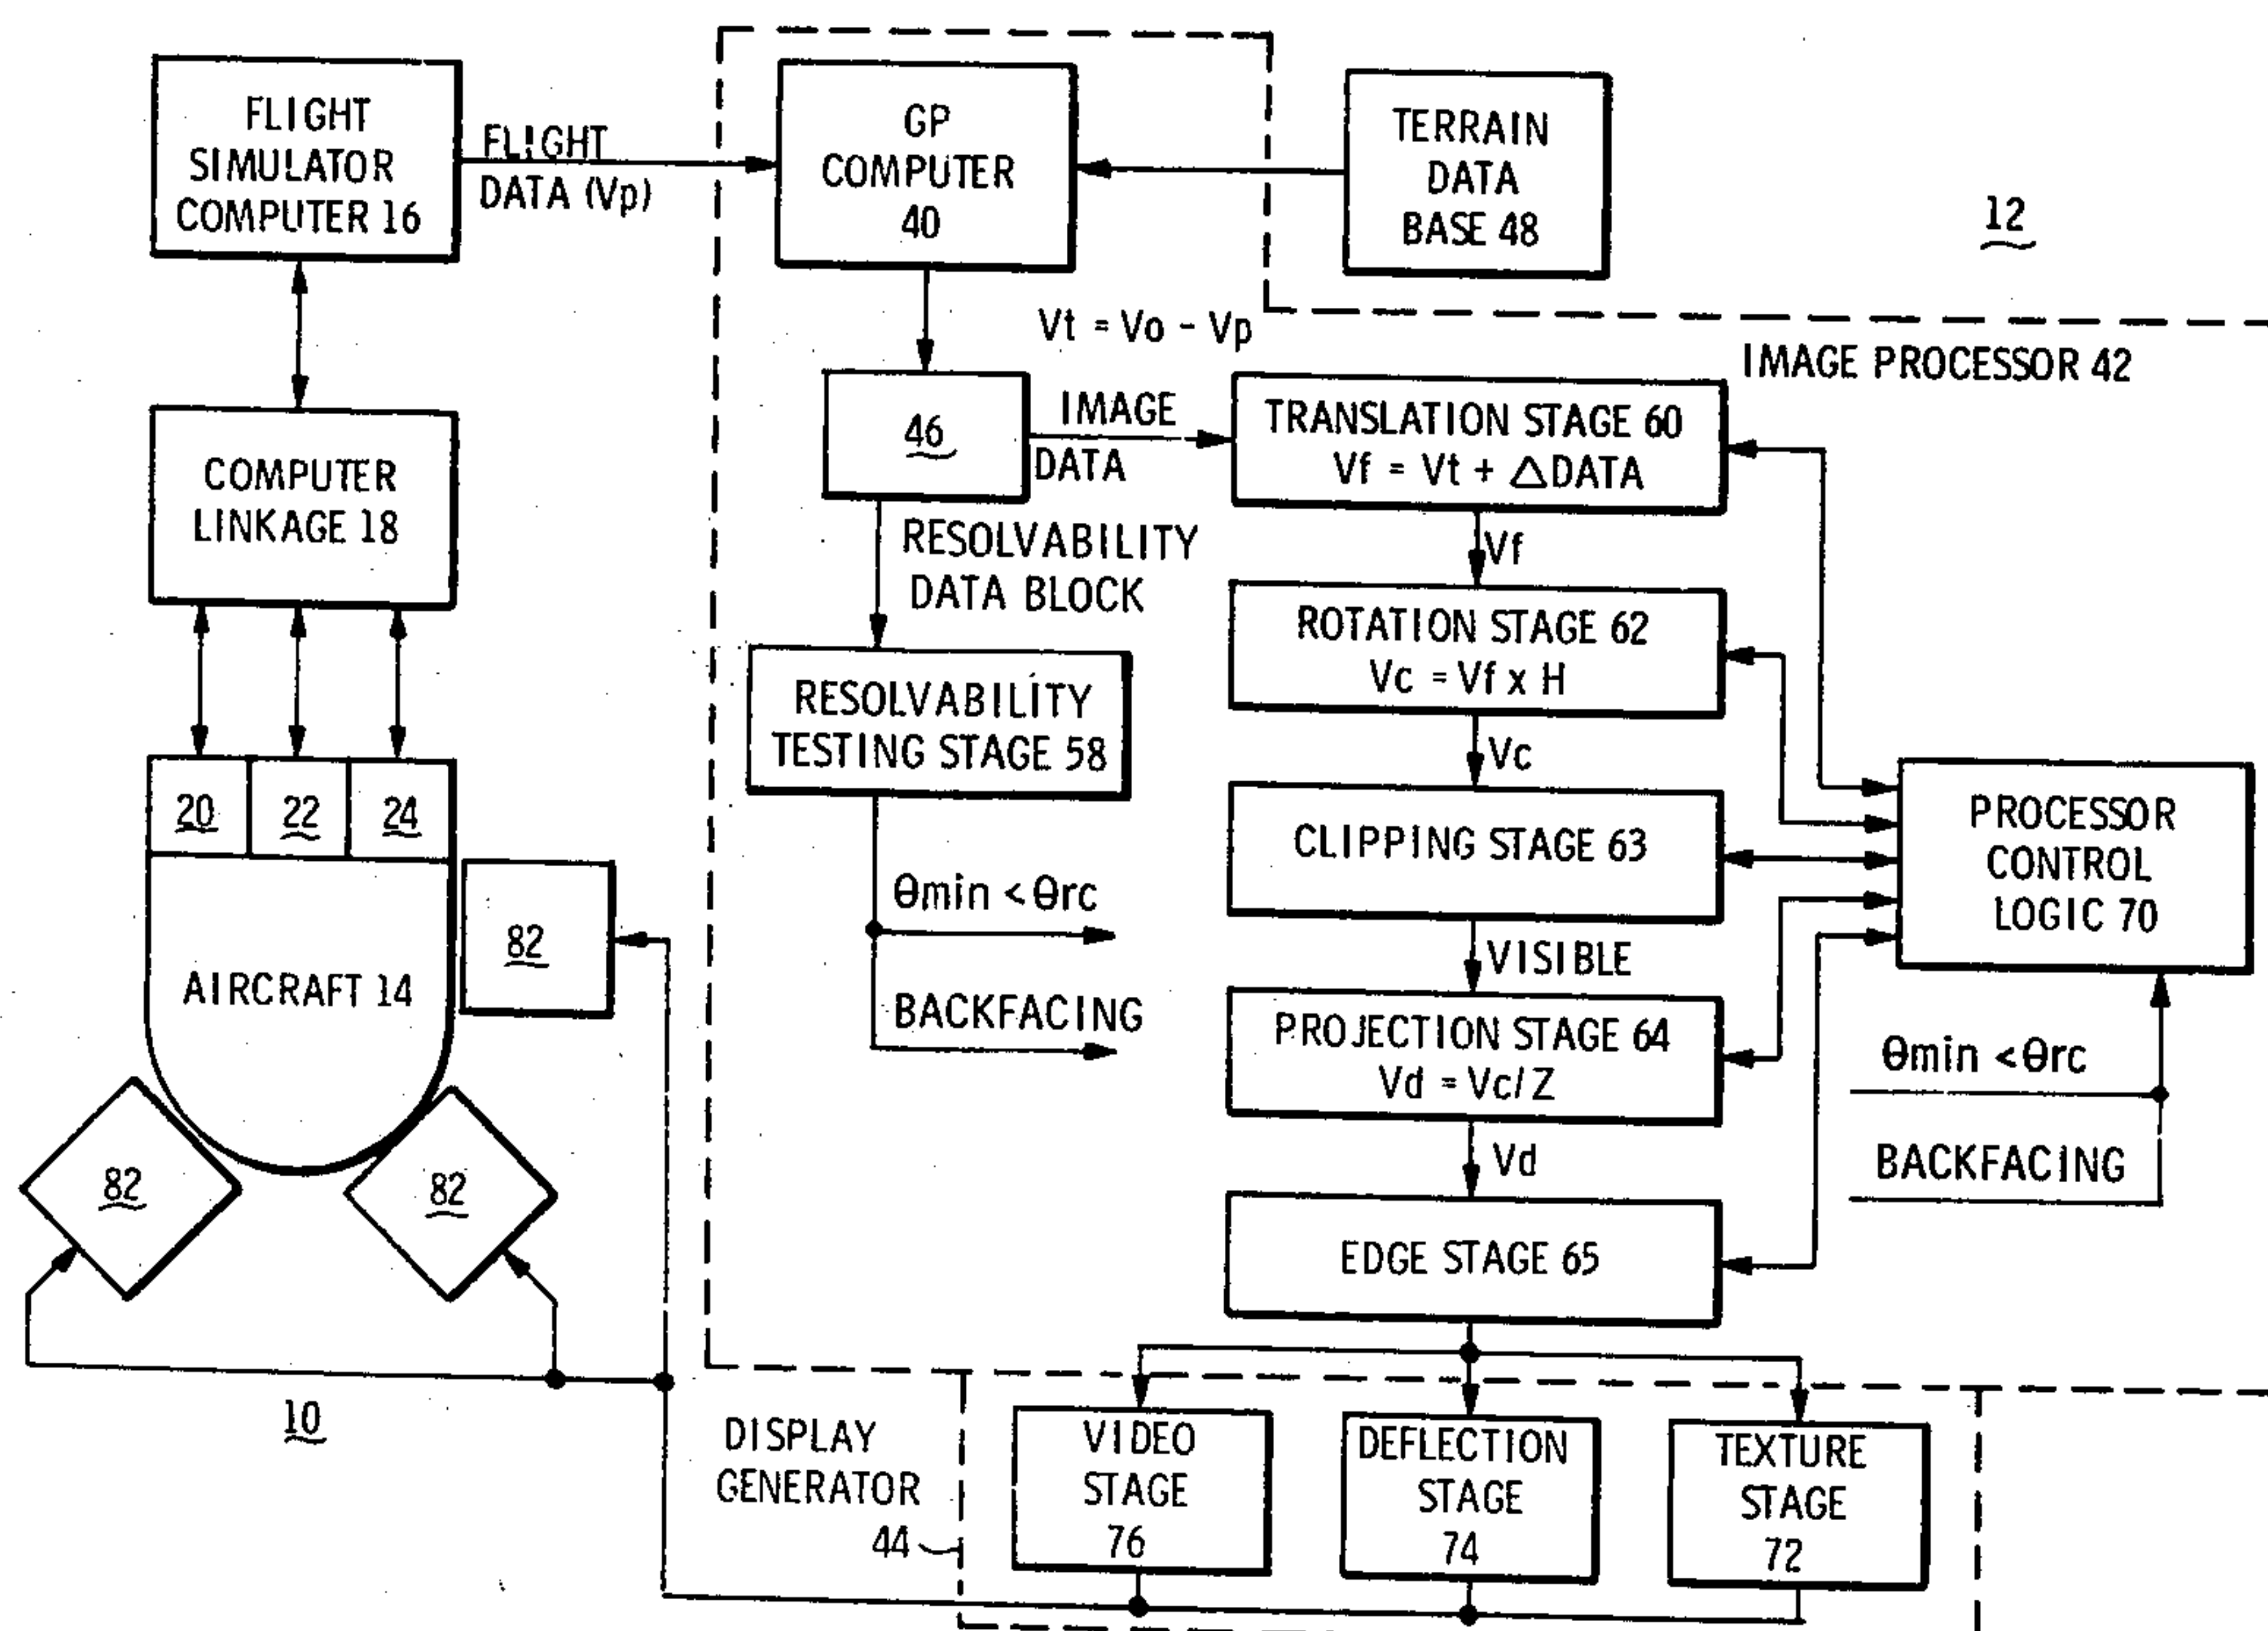 FLIGHT
SIMULATOR
COMPUTER 16
FLIGHT
DATA (Vp)
GP
COMPUTER
40
TERRAIN
DATA
BASE 48
12
Vt = Vo - Vp
IMAGE PROCESSOR 42
COMPUTER
LINKAGE 18
46
IMAGE
DATA
TRANSLATION STAGE 60
Vf = Vt + △DATA
RESOLVABILITY
DATA BLOCK
Vf
ROTATION STAGE 62
Vc = Vf x H
RESOLVABILITY
TESTING STAGE 58
Vc
20
22
24
CLIPPING STAGE 63
PROCESSOR
CONTROL
LOGIC 70
θmin < θrc
82
AIRCRAFT 14
VISIBLE
BACKFACING
PROJECTION STAGE 64
Vd = Vc/Z
θmin < θrc
BACKFACING
Vd
82
82
EDGE STAGE 65
10
DISPLAY
GENERATOR
44
VIDEO
STAGE
76
DEFLECTION
STAGE
74
TEXTURE
STAGE
72